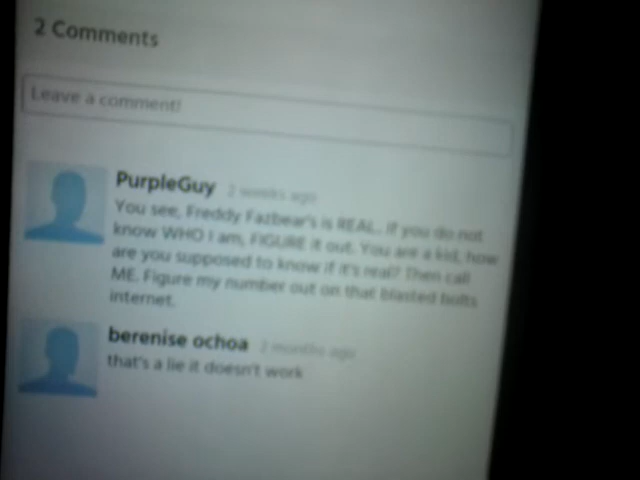 2 Comments
Leave a comment!
PurpleGuy 2 weeks ago
You see, Freddy Fazbear's is REAL. If you do not
know WHO I am, FIGURE it out. You are a kid, how
are you supposed to know if it's real? Then call
ME. Figure my number out on that blasted bolts
internet.
berenise ochoa 2 months ago
that's a lie it doesn't work